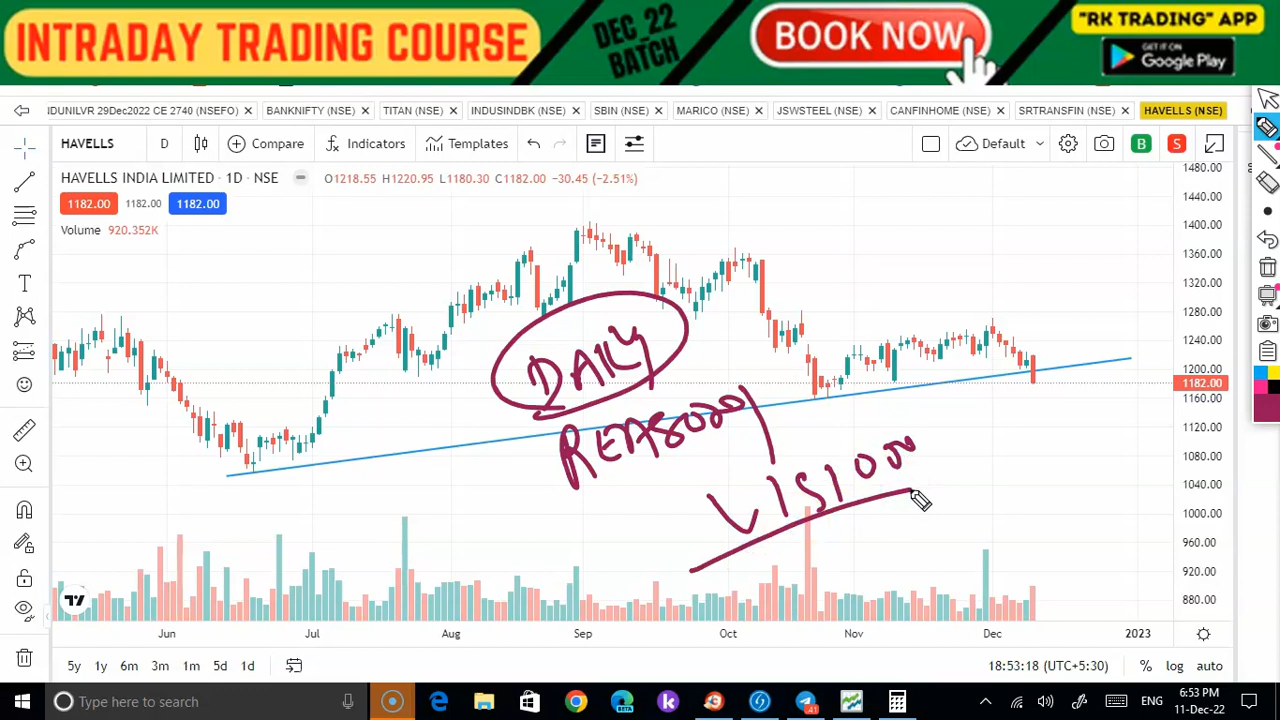 INTRADAY TRADING COURSE
DEC 22
BATCH
BOOK NOW
"RK TRADING" APP
GET IT ON
Google Play
IDUNILVR 29Dec2022 CE 2740 (NSEFO) × BANKNIFTY (NSE) × TITAN (NSE) × INDUSINDBK (NSE) × SBIN (NSE) × MARICO (NSE) × JSWSTEEL (NSE) × CANFINHOME (NSE) × SRTRANSFIN (NSE) × HAVELLS (NSE)
HAVELLS D Compare Indicators Templates Default B S
HAVELLS INDIA LIMITED · 1D · NSE O1218.55 H1220.95 L1180.30 C1182.00 −30.45 (−2.51%)
1182.00 1182.00 1182.00
Volume 920.352K
1480.00
1440.00
1400.00
1360.00
1320.00
1280.00
1240.00
1200.00
1182.00
1160.00
1120.00
1080.00
1040.00
1000.00
960.00
920.00
880.00
DAILY
REASON
VISION
Jun Jul Aug Sep Oct Nov Dec 2023
5y 1y 6m 3m 1m 5d 1d 18:53:18 (UTC+5:30) % log auto
Type here to search
BETA
41
ENG
6:53 PM
11-Dec-22